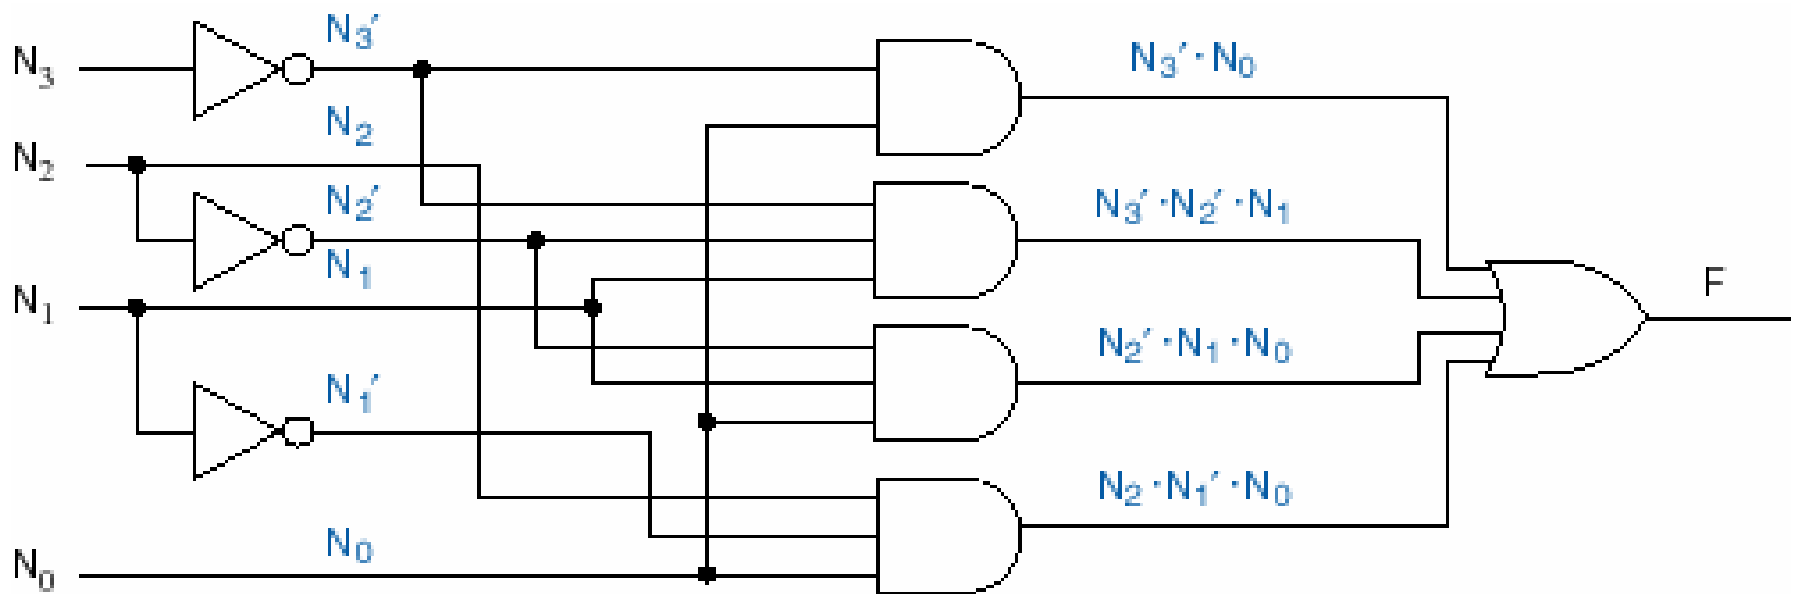 N₃
N₃′
N₃′·N₀
N₂
N₂
N₂′
N₃′·N₂′·N₁
N₁
N₁
F
N₂′·N₁·N₀
N₁′
N₂·N₁′·N₀
N₀
N₀